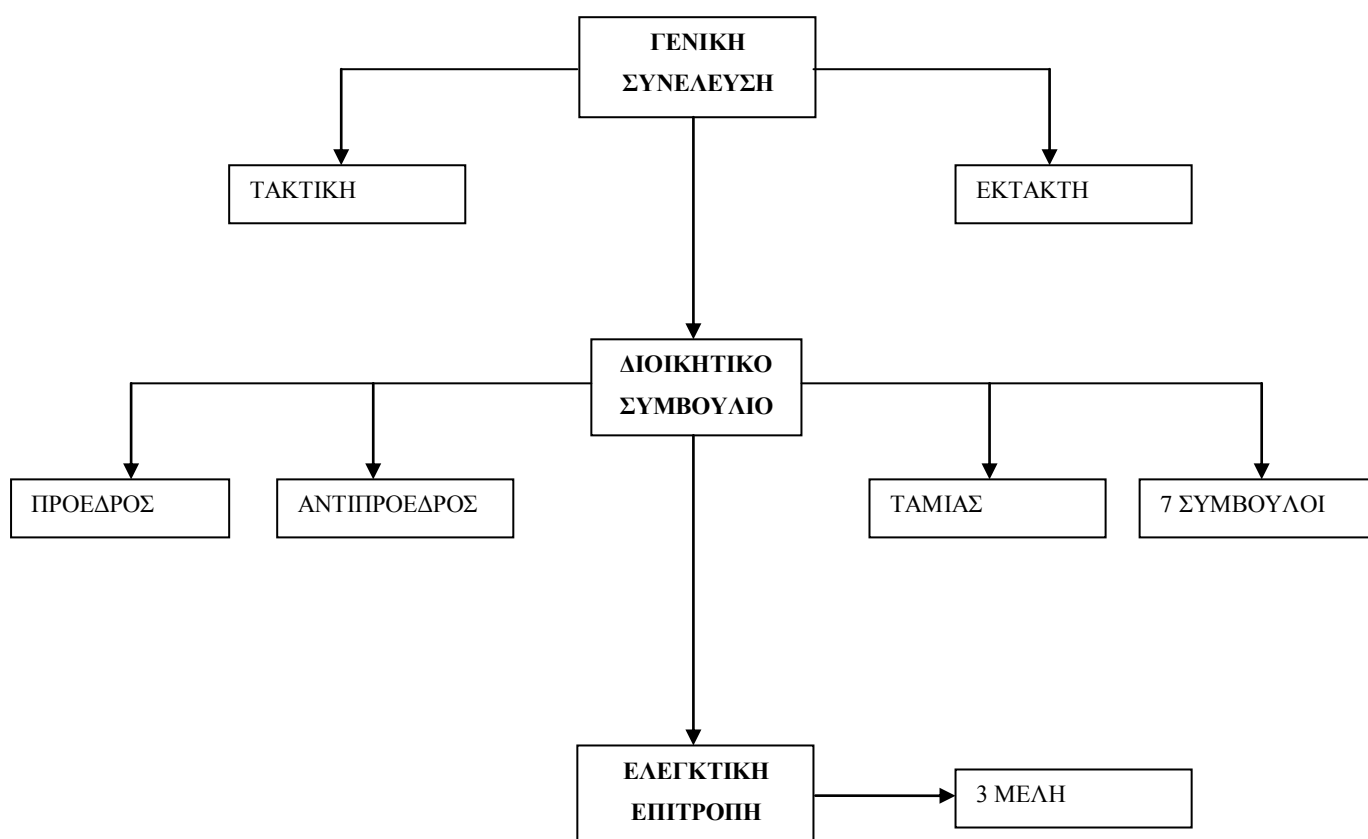 ΓΕΝΙΚΗ
ΣΥΝΕΛΕΥΣΗ
ΤΑΚΤΙΚΗ
ΕΚΤΑΚΤΗ
ΔΙΟΙΚΗΤΙΚΟ
ΣΥΜΒΟΥΛΙΟ
ΠΡΟΕΔΡΟΣ
ΑΝΤΙΠΡΟΕΔΡΟΣ
ΤΑΜΙΑΣ
7 ΣΥΜΒΟΥΛΟΙ
ΕΛΕΓΚΤΙΚΗ
ΕΠΙΤΡΟΠΗ
3 ΜΕΛΗ